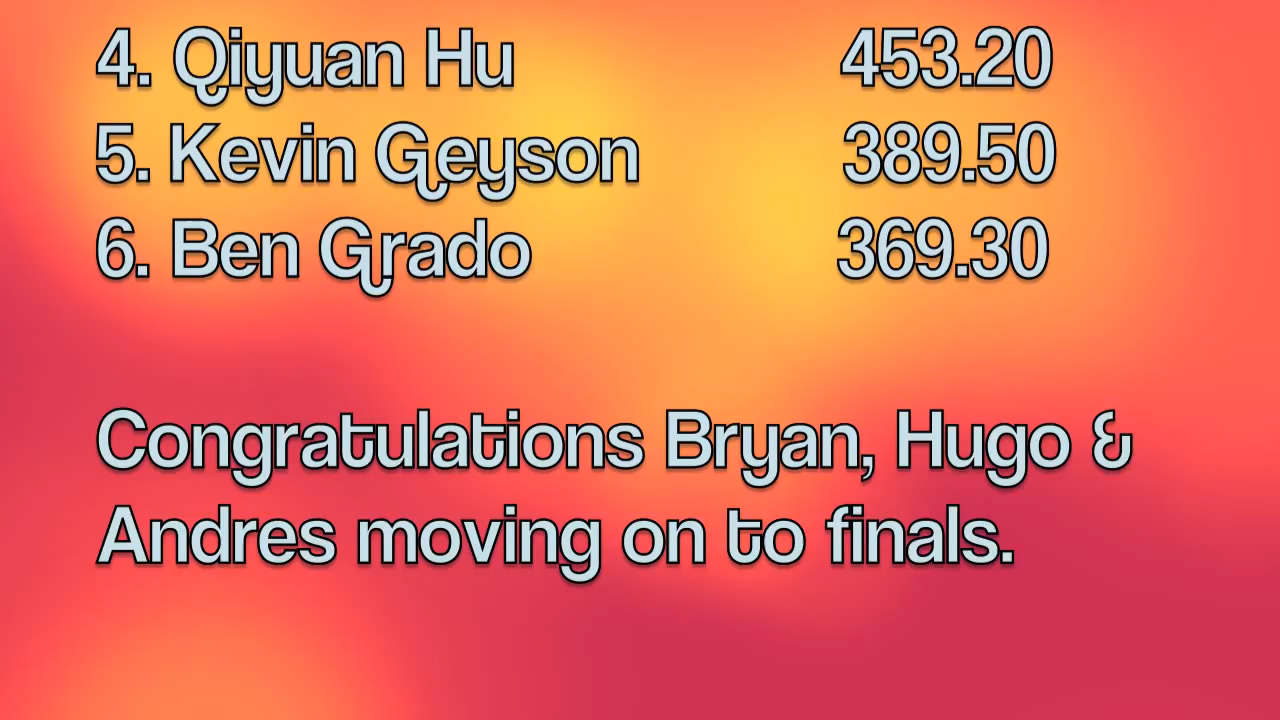 4. Qiyuan Hu 453.20
5. Kevin Geyson 389.50
6. Ben Grado 369.30
Congratulations Bryan, Hugo &
Andres moving on to finals.